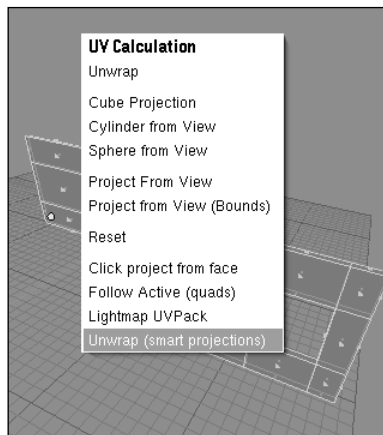 UV Calculation
Unwrap
Cube Projection
Cylinder from View
Sphere from View
Project From View
Project from View (Bounds)
Reset
Click project from face
Follow Active (quads)
Lightmap UVPack
Unwrap (smart projections)